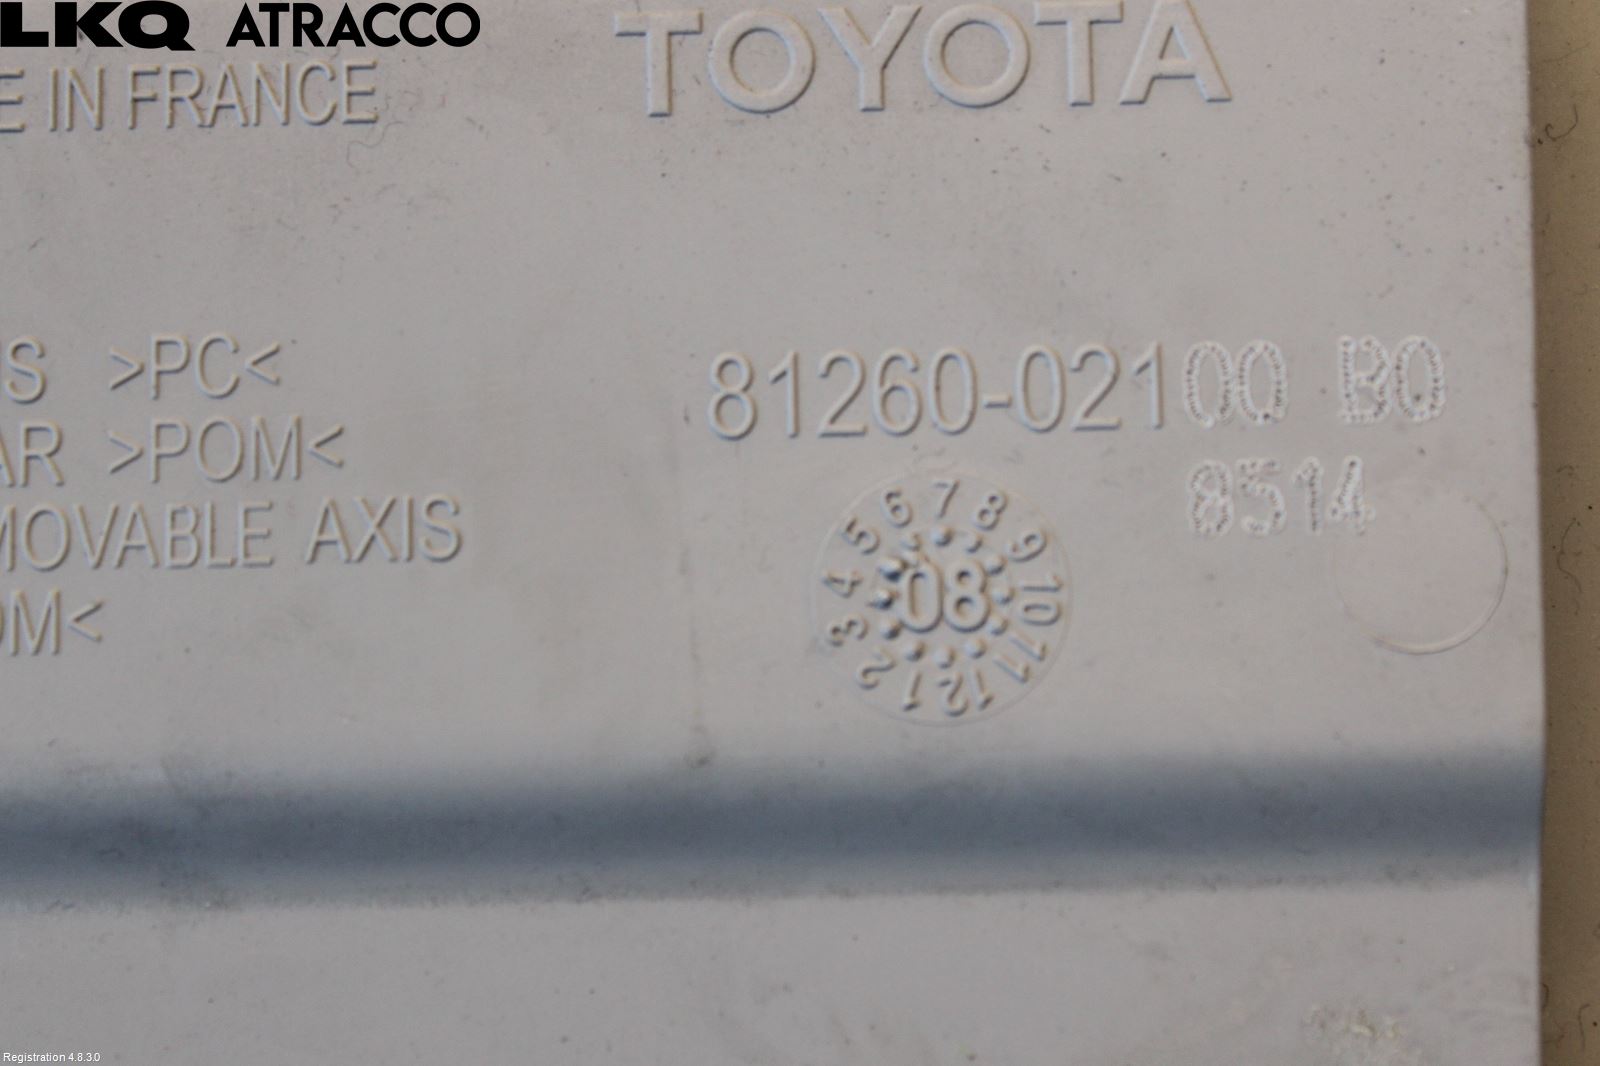 LKQ ATRACCO
TOYOTA
E IN FRANCE
S >PC<
AR >POM<
MOVABLE AXIS
OM<
81260-02100 B0
8514
1 2 3 4 5 6 7 8 9 10 11 12
08
Registration 4.8.3.0